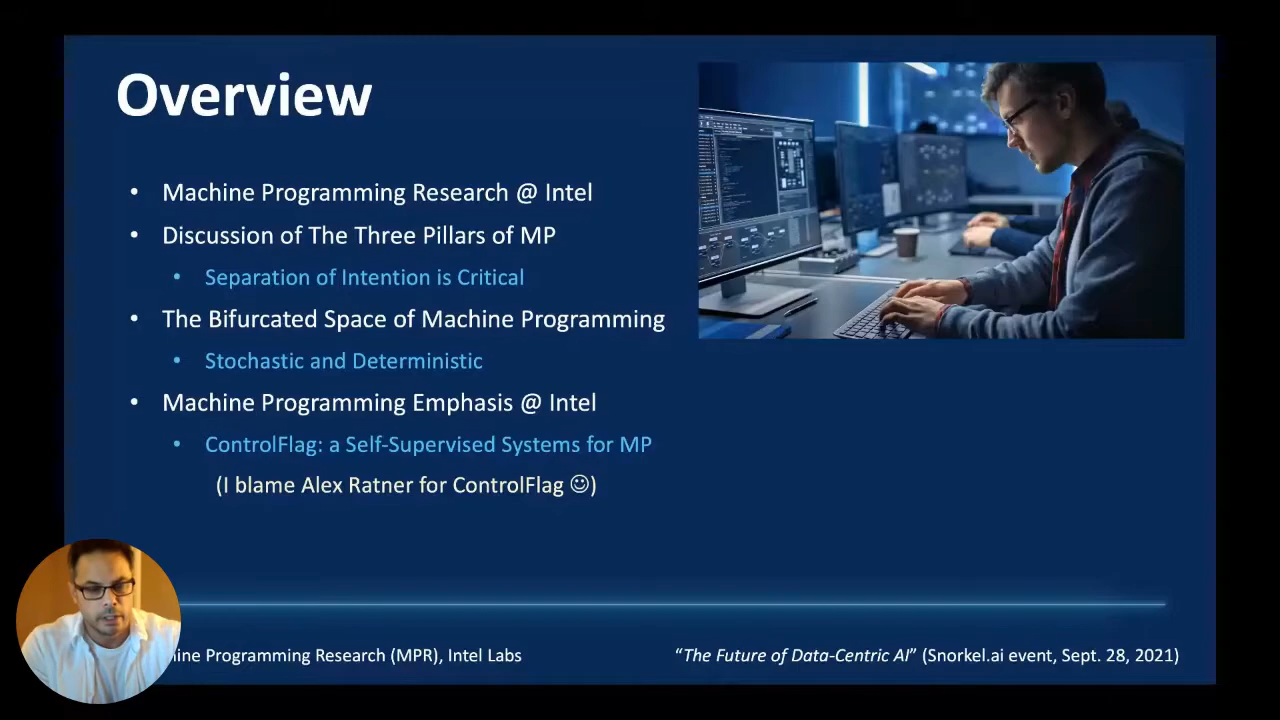 Overview
• Machine Programming Research @ Intel
• Discussion of The Three Pillars of MP
• Separation of Intention is Critical
• The Bifurcated Space of Machine Programming
• Stochastic and Deterministic
• Machine Programming Emphasis @ Intel
• ControlFlag: a Self-Supervised Systems for MP
(I blame Alex Ratner for ControlFlag ☺)
Programming Research (MPR), Intel Labs
“The Future of Data-Centric AI” (Snorkel.ai event, Sept. 28, 2021)